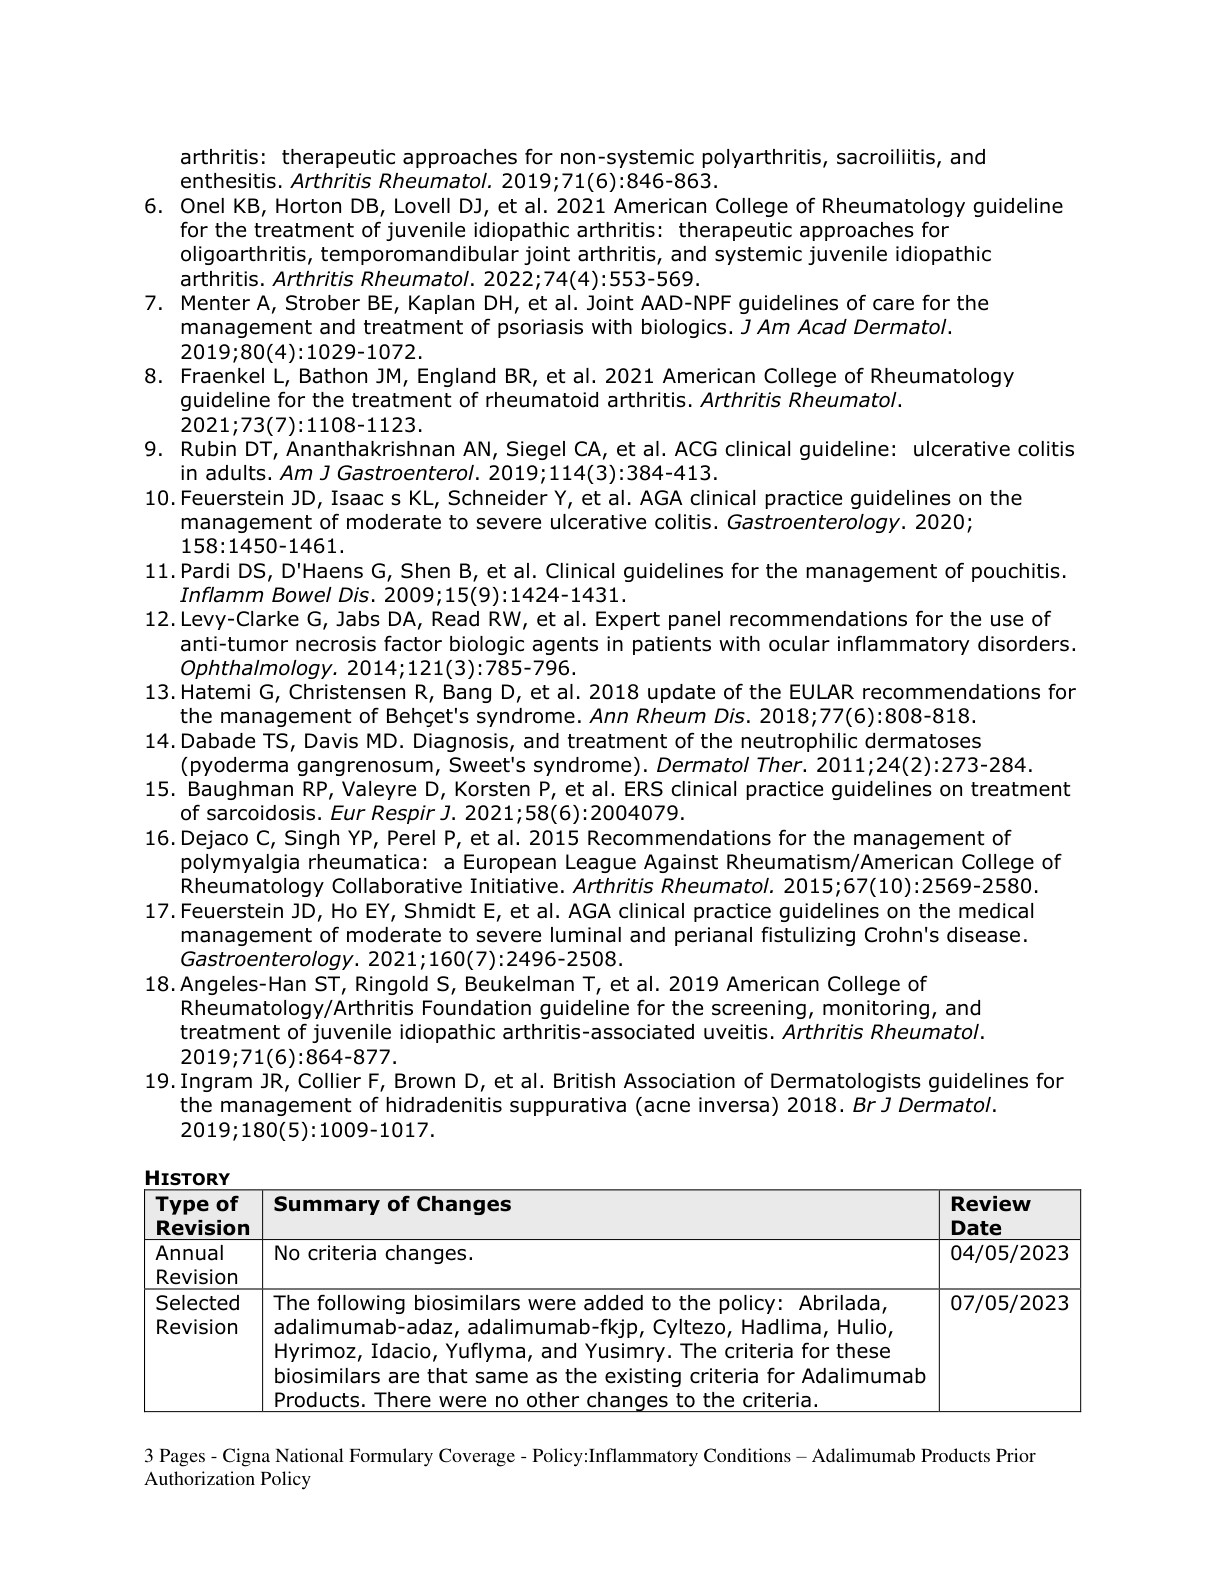 arthritis:  therapeutic approaches for non-systemic polyarthritis, sacroiliitis, and
enthesitis. Arthritis Rheumatol. 2019;71(6):846-863.
6. Onel KB, Horton DB, Lovell DJ, et al. 2021 American College of Rheumatology guideline
for the treatment of juvenile idiopathic arthritis:  therapeutic approaches for
oligoarthritis, temporomandibular joint arthritis, and systemic juvenile idiopathic
arthritis. Arthritis Rheumatol. 2022;74(4):553-569.
7. Menter A, Strober BE, Kaplan DH, et al. Joint AAD-NPF guidelines of care for the
management and treatment of psoriasis with biologics. J Am Acad Dermatol.
2019;80(4):1029-1072.
8. Fraenkel L, Bathon JM, England BR, et al. 2021 American College of Rheumatology
guideline for the treatment of rheumatoid arthritis. Arthritis Rheumatol.
2021;73(7):1108-1123.
9. Rubin DT, Ananthakrishnan AN, Siegel CA, et al. ACG clinical guideline:  ulcerative colitis
in adults. Am J Gastroenterol. 2019;114(3):384-413.
10. Feuerstein JD, Isaac s KL, Schneider Y, et al. AGA clinical practice guidelines on the
management of moderate to severe ulcerative colitis. Gastroenterology. 2020;
158:1450-1461.
11. Pardi DS, D'Haens G, Shen B, et al. Clinical guidelines for the management of pouchitis.
Inflamm Bowel Dis. 2009;15(9):1424-1431.
12. Levy-Clarke G, Jabs DA, Read RW, et al. Expert panel recommendations for the use of
anti-tumor necrosis factor biologic agents in patients with ocular inflammatory disorders.
Ophthalmology. 2014;121(3):785-796.
13. Hatemi G, Christensen R, Bang D, et al. 2018 update of the EULAR recommendations for
the management of Behçet's syndrome. Ann Rheum Dis. 2018;77(6):808-818.
14. Dabade TS, Davis MD. Diagnosis, and treatment of the neutrophilic dermatoses
(pyoderma gangrenosum, Sweet's syndrome). Dermatol Ther. 2011;24(2):273-284.
15. Baughman RP, Valeyre D, Korsten P, et al. ERS clinical practice guidelines on treatment
of sarcoidosis. Eur Respir J. 2021;58(6):2004079.
16. Dejaco C, Singh YP, Perel P, et al. 2015 Recommendations for the management of
polymyalgia rheumatica:  a European League Against Rheumatism/American College of
Rheumatology Collaborative Initiative. Arthritis Rheumatol. 2015;67(10):2569-2580.
17. Feuerstein JD, Ho EY, Shmidt E, et al. AGA clinical practice guidelines on the medical
management of moderate to severe luminal and perianal fistulizing Crohn's disease.
Gastroenterology. 2021;160(7):2496-2508.
18. Angeles-Han ST, Ringold S, Beukelman T, et al. 2019 American College of
Rheumatology/Arthritis Foundation guideline for the screening, monitoring, and
treatment of juvenile idiopathic arthritis-associated uveitis. Arthritis Rheumatol.
2019;71(6):864-877.
19. Ingram JR, Collier F, Brown D, et al. British Association of Dermatologists guidelines for
the management of hidradenitis suppurativa (acne inversa) 2018. Br J Dermatol.
2019;180(5):1009-1017.
HISTORY
Type of Revision | Summary of Changes | Review Date
Annual Revision | No criteria changes. | 04/05/2023
Selected Revision | The following biosimilars were added to the policy:  Abrilada,
adalimumab-adaz, adalimumab-fkjp, Cyltezo, Hadlima, Hulio,
Hyrimoz, Idacio, Yuflyma, and Yusimry. The criteria for these
biosimilars are that same as the existing criteria for Adalimumab
Products. There were no other changes to the criteria. | 07/05/2023
3 Pages - Cigna National Formulary Coverage - Policy:Inflammatory Conditions – Adalimumab Products Prior
Authorization Policy